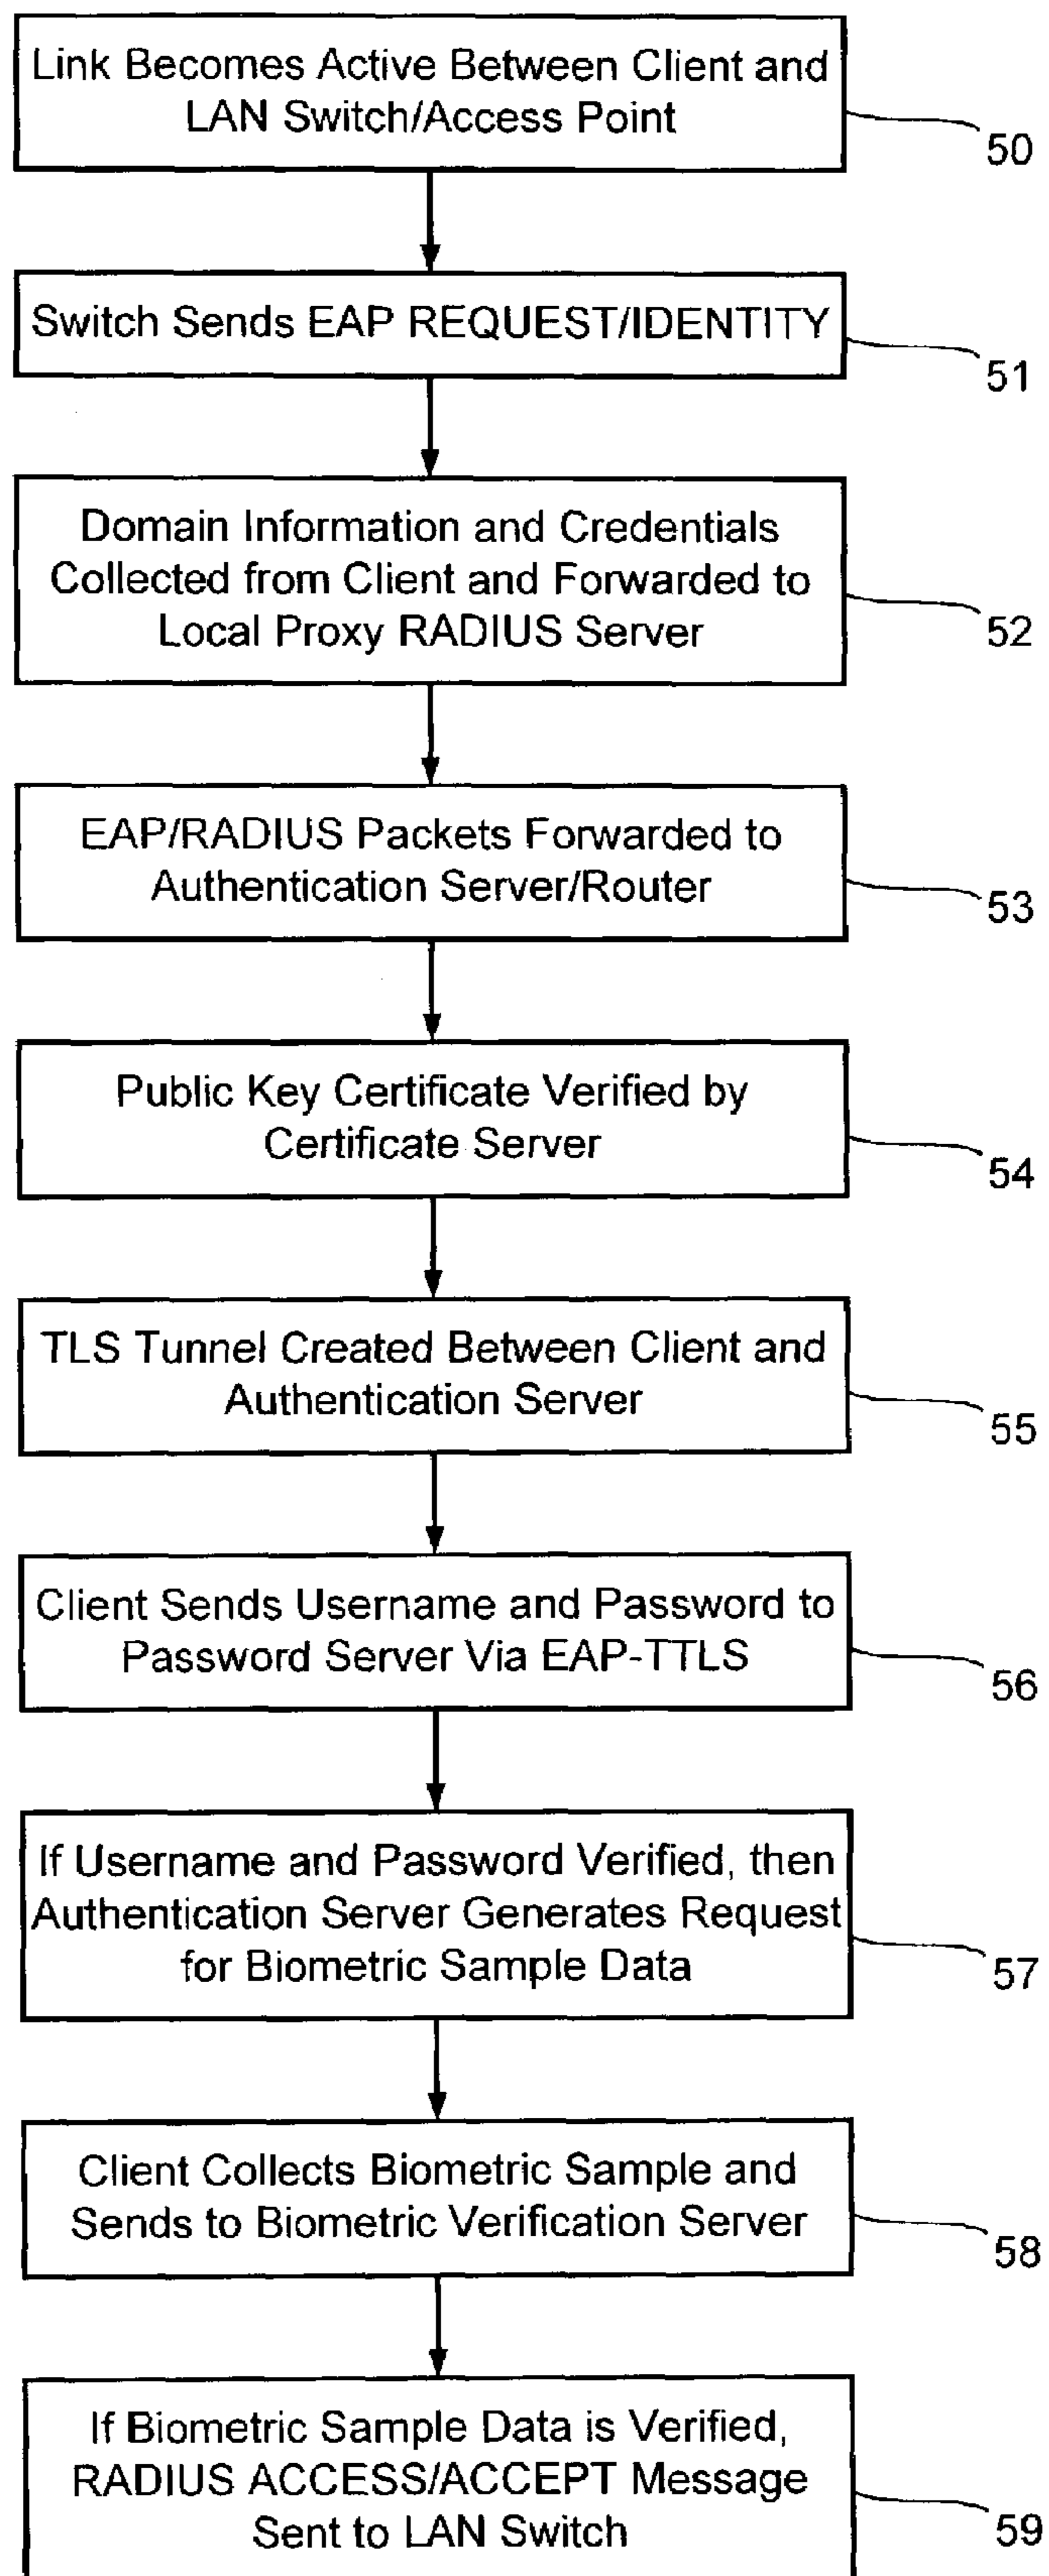 Link Becomes Active Between Client and
LAN Switch/Access Point
50
Switch Sends EAP REQUEST/IDENTITY
51
Domain Information and Credentials
Collected from Client and Forwarded to
Local Proxy RADIUS Server
52
EAP/RADIUS Packets Forwarded to
Authentication Server/Router
53
Public Key Certificate Verified by
Certificate Server
54
TLS Tunnel Created Between Client and
Authentication Server
55
Client Sends Username and Password to
Password Server Via EAP-TTLS
56
If Username and Password Verified, then
Authentication Server Generates Request
for Biometric Sample Data
57
Client Collects Biometric Sample and
Sends to Biometric Verification Server
58
If Biometric Sample Data is Verified,
RADIUS ACCESS/ACCEPT Message
Sent to LAN Switch
59